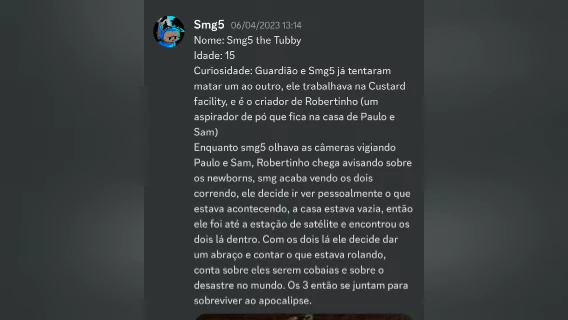 Smg5 06/04/2023 13:14
Nome: Smg5 the Tubby
Idade: 15
Curiosidade: Guardião e Smg5 já tentaram
matar um ao outro, ele trabalhava na Custard
facility, e é o criador de Robertinho (um
aspirador de pó que fica na casa de Paulo e
Sam)
Enquanto smg5 olhava as câmeras vigiando
Paulo e Sam, Robertinho chega avisando sobre
os newborns, smg acaba vendo os dois
correndo, ele decide ir ver pessoalmente o que
estava acontecendo, a casa estava vazia, então
ele foi até a estação de satélite e encontrou os
dois lá dentro. Com os dois lá ele decide dar
um abraço e contar o que estava rolando,
conta sobre eles serem cobaias e sobre o
desastre no mundo. Os 3 então se juntam para
sobreviver ao apocalipse.